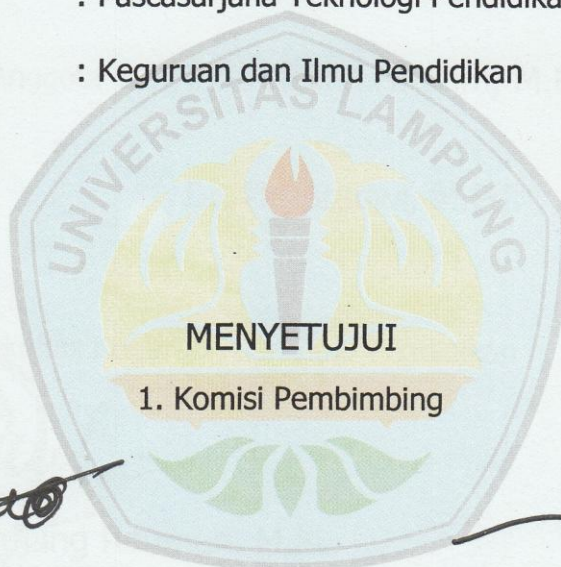 : Pascasarjana Teknologi Pendidika
: Keguruan dan Ilmu Pendidikan
UNIVERSITAS LAMPUNG
MENYETUJUI
1. Komisi Pembimbing